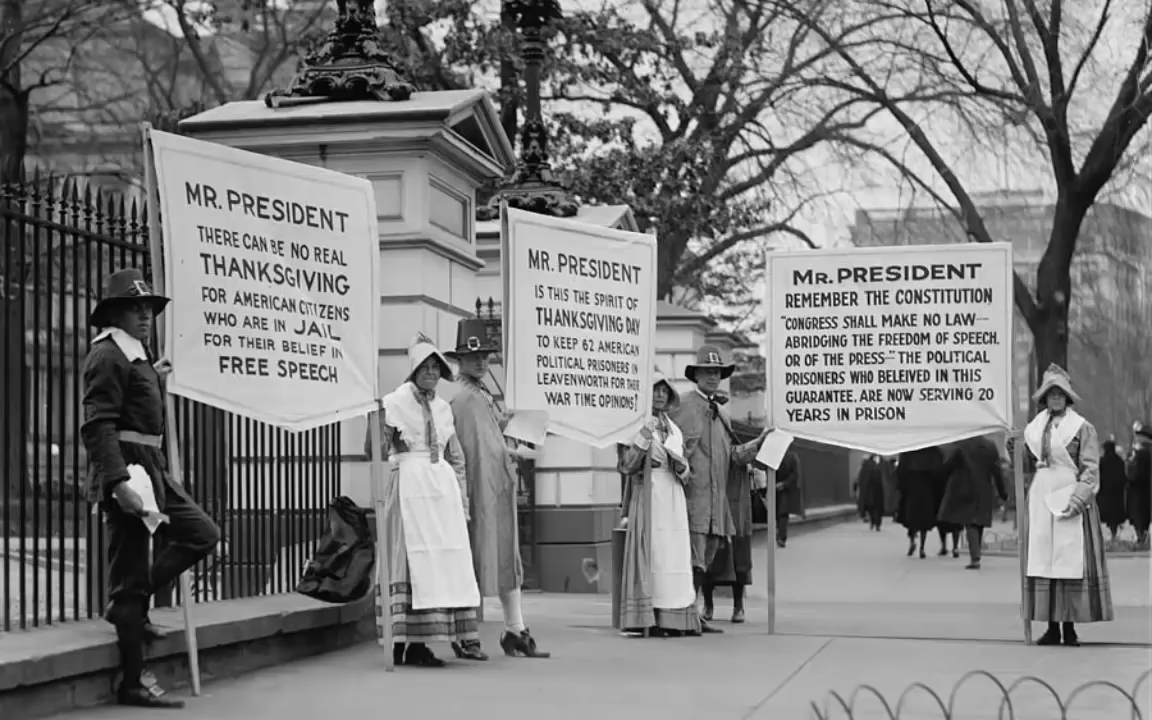 MR. PRESIDENT
THERE CAN BE NO REAL
THANKSGIVING
FOR AMERICAN CITIZENS
WHO ARE IN JAIL
FOR THEIR BELIEF IN
FREE SPEECH
MR. PRESIDENT
IS THIS THE SPIRIT OF
THANKSGIVING DAY
TO KEEP 62 AMERICAN
POLITICAL PRISONERS IN
LEAVENWORTH FOR THEIR
WAR TIME OPINIONS?
MR. PRESIDENT
REMEMBER THE CONSTITUTION
"CONGRESS SHALL MAKE NO LAW---
ABRIDGING THE FREEDOM OF SPEECH,
OR OF THE PRESS--" THE POLITICAL
PRISONERS WHO BELEIVED IN THIS
GUARANTEE, ARE NOW SERVING 20
YEARS IN PRISON